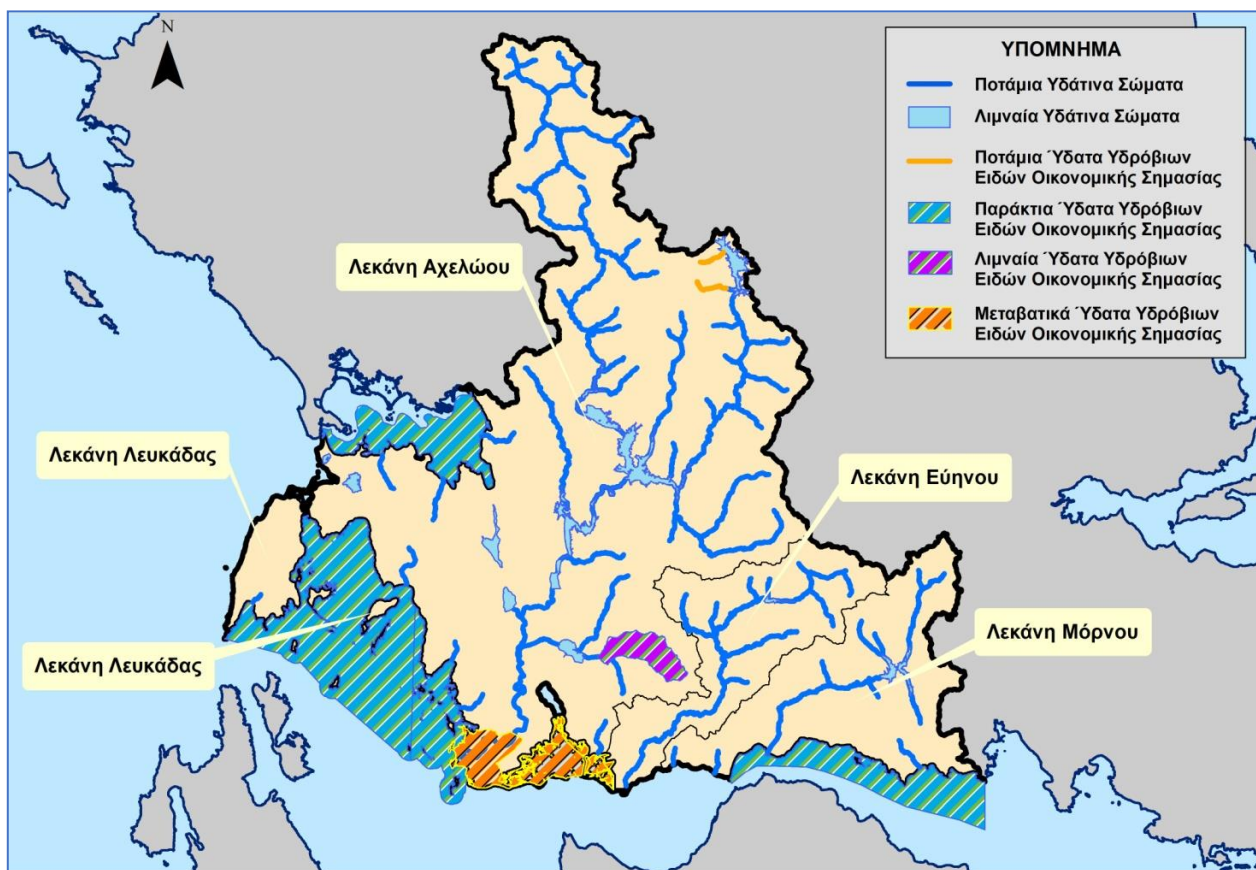 N
ΥΠΟΜΝΗΜΑ
Ποτάμια Υδάτινα Σώματα
Λιμναία Υδάτινα Σώματα
Ποτάμια Ύδατα Υδρόβιων
Ειδών Οικονομικής Σημασίας
Παράκτια Ύδατα Υδρόβιων
Ειδών Οικονομικής Σημασίας
Λιμναία Ύδατα Υδρόβιων
Ειδών Οικονομικής Σημασίας
Μεταβατικά Ύδατα Υδρόβιων
Ειδών Οικονομικής Σημασίας
Λεκάνη Αχελώου
Λεκάνη Λευκάδας
Λεκάνη Εύηνου
Λεκάνη Μόρνου
Λεκάνη Λευκάδας